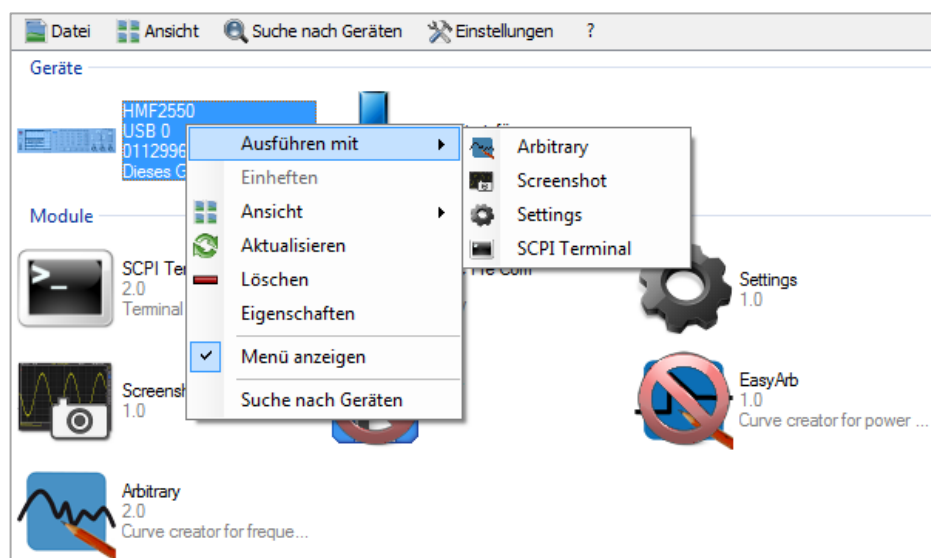 Datei Ansicht Suche nach Geräten Einstellungen ?
Geräte
HMF2550
USB 0
0112996
Dieses G
Ausführen mit
Einheften
Ansicht
Aktualisieren
Löschen
Eigenschaften
Menü anzeigen
Suche nach Geräten
Arbitrary
Screenshot
Settings
SCPI Terminal
Module
SCPI Ter
2.0
Terminal
Settings
1.0
Screensh
1.0
EasyArb
1.0
Curve creator for power ...
Arbitrary
2.0
Curve creator for freque...